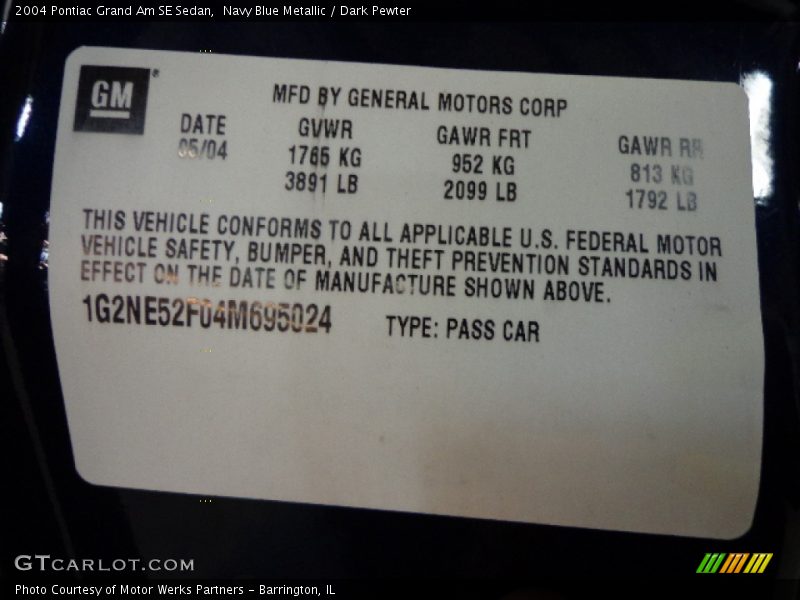 2004 Pontiac Grand Am SE Sedan, Navy Blue Metallic / Dark Pewter
GM
MFD BY GENERAL MOTORS CORP
DATE GVWR GAWR FRT GAWR RR
05/04 1765 KG 952 KG 813 KG
3891 LB 2099 LB 1792 LB
THIS VEHICLE CONFORMS TO ALL APPLICABLE U.S. FEDERAL MOTOR
VEHICLE SAFETY, BUMPER, AND THEFT PREVENTION STANDARDS IN
EFFECT ON THE DATE OF MANUFACTURE SHOWN ABOVE.
1G2NE52F04M695024 TYPE: PASS CAR
GTCARLOT.COM
Photo Courtesy of Motor Werks Partners - Barrington, IL